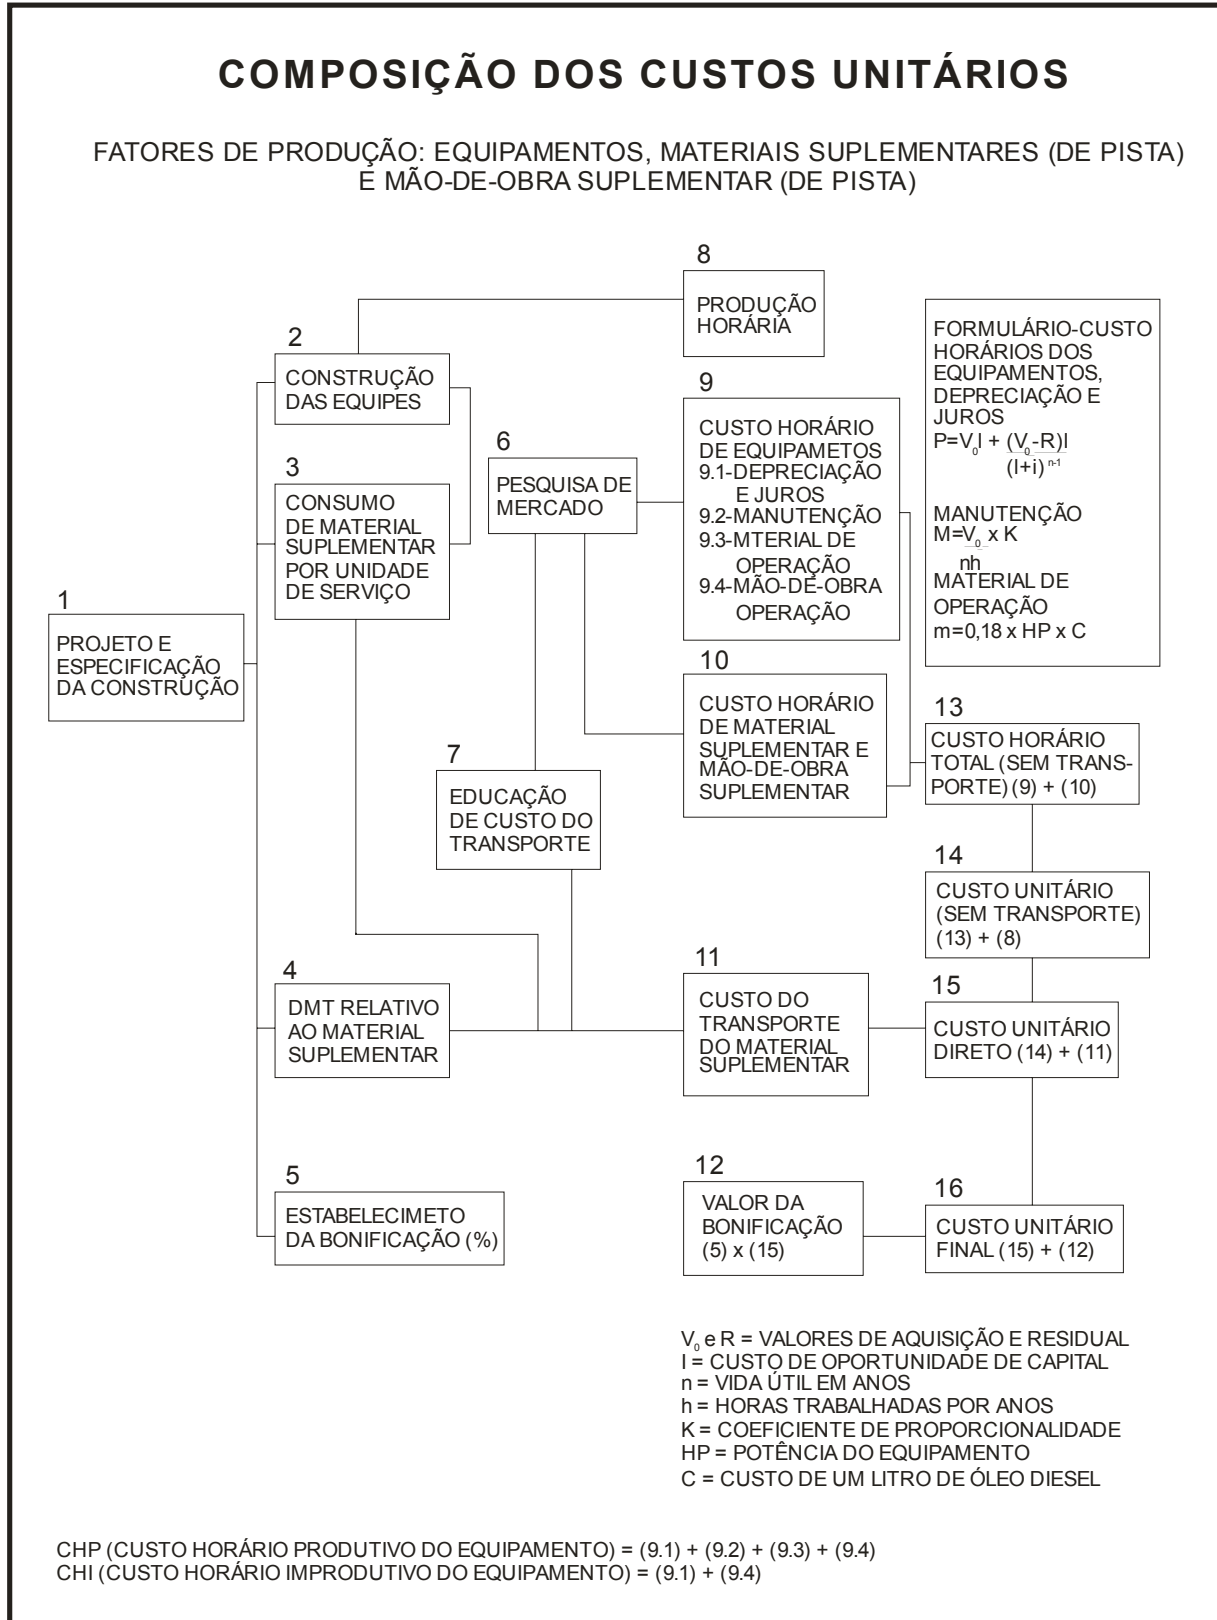 COMPOSIÇÃO DOS CUSTOS UNITÁRIOS
FATORES DE PRODUÇÃO: EQUIPAMENTOS, MATERIAIS SUPLEMENTARES (DE PISTA)
E MÃO-DE-OBRA SUPLEMENTAR (DE PISTA)
1
PROJETO E
ESPECIFICAÇÃO
DA CONSTRUÇÃO
2
CONSTRUÇÃO
DAS EQUIPES
3
CONSUMO
DE MATERIAL
SUPLEMENTAR
POR UNIDADE
DE SERVIÇO
4
DMT RELATIVO
AO MATERIAL
SUPLEMENTAR
5
ESTABELECIMETO
DA BONIFICAÇÃO (%)
6
PESQUISA DE
MERCADO
7
EDUCAÇÃO
DE CUSTO DO
TRANSPORTE
8
PRODUÇÃO
HORÁRIA
9
CUSTO HORÁRIO
DE EQUIPAMETOS
9.1-DEPRECIAÇÃO
E JUROS
9.2-MANUTENÇÃO
9.3-MTERIAL DE
OPERAÇÃO
9.4-MÃO-DE-OBRA
OPERAÇÃO
10
CUSTO HORÁRIO
DE MATERIAL
SUPLEMENTAR E
MÃO-DE-OBRA
SUPLEMENTAR
11
CUSTO DO
TRANSPORTE
DO MATERIAL
SUPLEMENTAR
12
VALOR DA
BONIFICAÇÃO
(5) x (15)
FORMULÁRIO-CUSTO
HORÁRIOS DOS
EQUIPAMENTOS,
DEPRECIAÇÃO E
JUROS
P=V₀I + (V₀-R)I
(I+i) ⁿ⁻¹
MANUTENÇÃO
M=V₀ x K
nh
MATERIAL DE
OPERAÇÃO
m=0,18 x HP x C
13
CUSTO HORÁRIO
TOTAL (SEM TRANS-
PORTE) (9) + (10)
14
CUSTO UNITÁRIO
(SEM TRANSPORTE)
(13) + (8)
15
CUSTO UNITÁRIO
DIRETO (14) + (11)
16
CUSTO UNITÁRIO
FINAL (15) + (12)
V₀ e R = VALORES DE AQUISIÇÃO E RESIDUAL
I = CUSTO DE OPORTUNIDADE DE CAPITAL
n = VIDA ÚTIL EM ANOS
h = HORAS TRABALHADAS POR ANOS
K = COEFICIENTE DE PROPORCIONALIDADE
HP = POTÊNCIA DO EQUIPAMENTO
C = CUSTO DE UM LITRO DE ÓLEO DIESEL
CHP (CUSTO HORÁRIO PRODUTIVO DO EQUIPAMENTO) = (9.1) + (9.2) + (9.3) + (9.4)
CHI (CUSTO HORÁRIO IMPRODUTIVO DO EQUIPAMENTO) = (9.1) + (9.4)